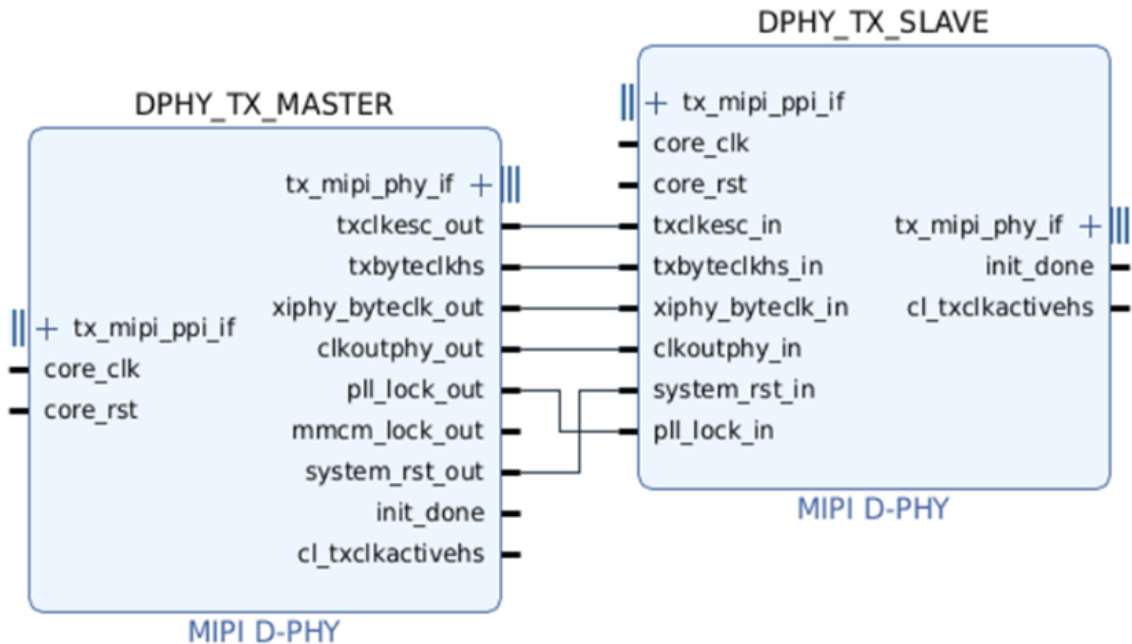 DPHY_TX_MASTER
tx_mipi_phy_if
txclkesc_out
txbyteclkhs
xiphy_byteclk_out
tx_mipi_ppi_if
clkoutphy_out
core_clk
pll_lock_out
core_rst
mmcm_lock_out
system_rst_out
init_done
cl_txclkactivehs
MIPI D-PHY
DPHY_TX_SLAVE
tx_mipi_ppi_if
core_clk
core_rst
txclkesc_in
tx_mipi_phy_if
txbyteclkhs_in
init_done
xiphy_byteclk_in
cl_txclkactivehs
clkoutphy_in
system_rst_in
pll_lock_in
MIPI D-PHY